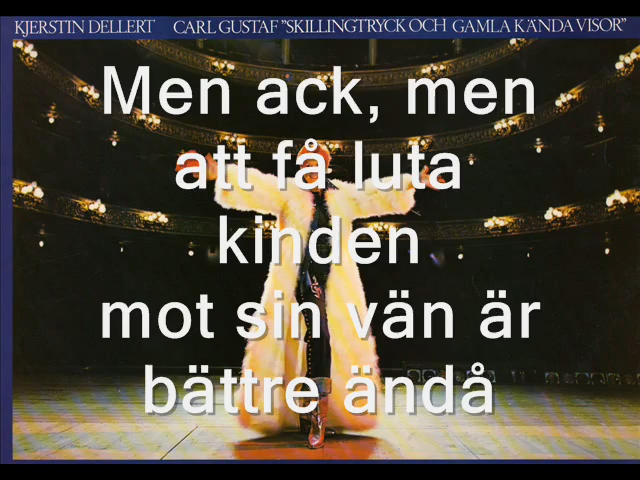 KJERSTIN DELLERT CARL GUSTAF "SKILLINGTRYCK OCH GAMLA KÄNDA VISOR"
Men ack, men
att få luta
kinden
mot sin vän är
bättre ändå